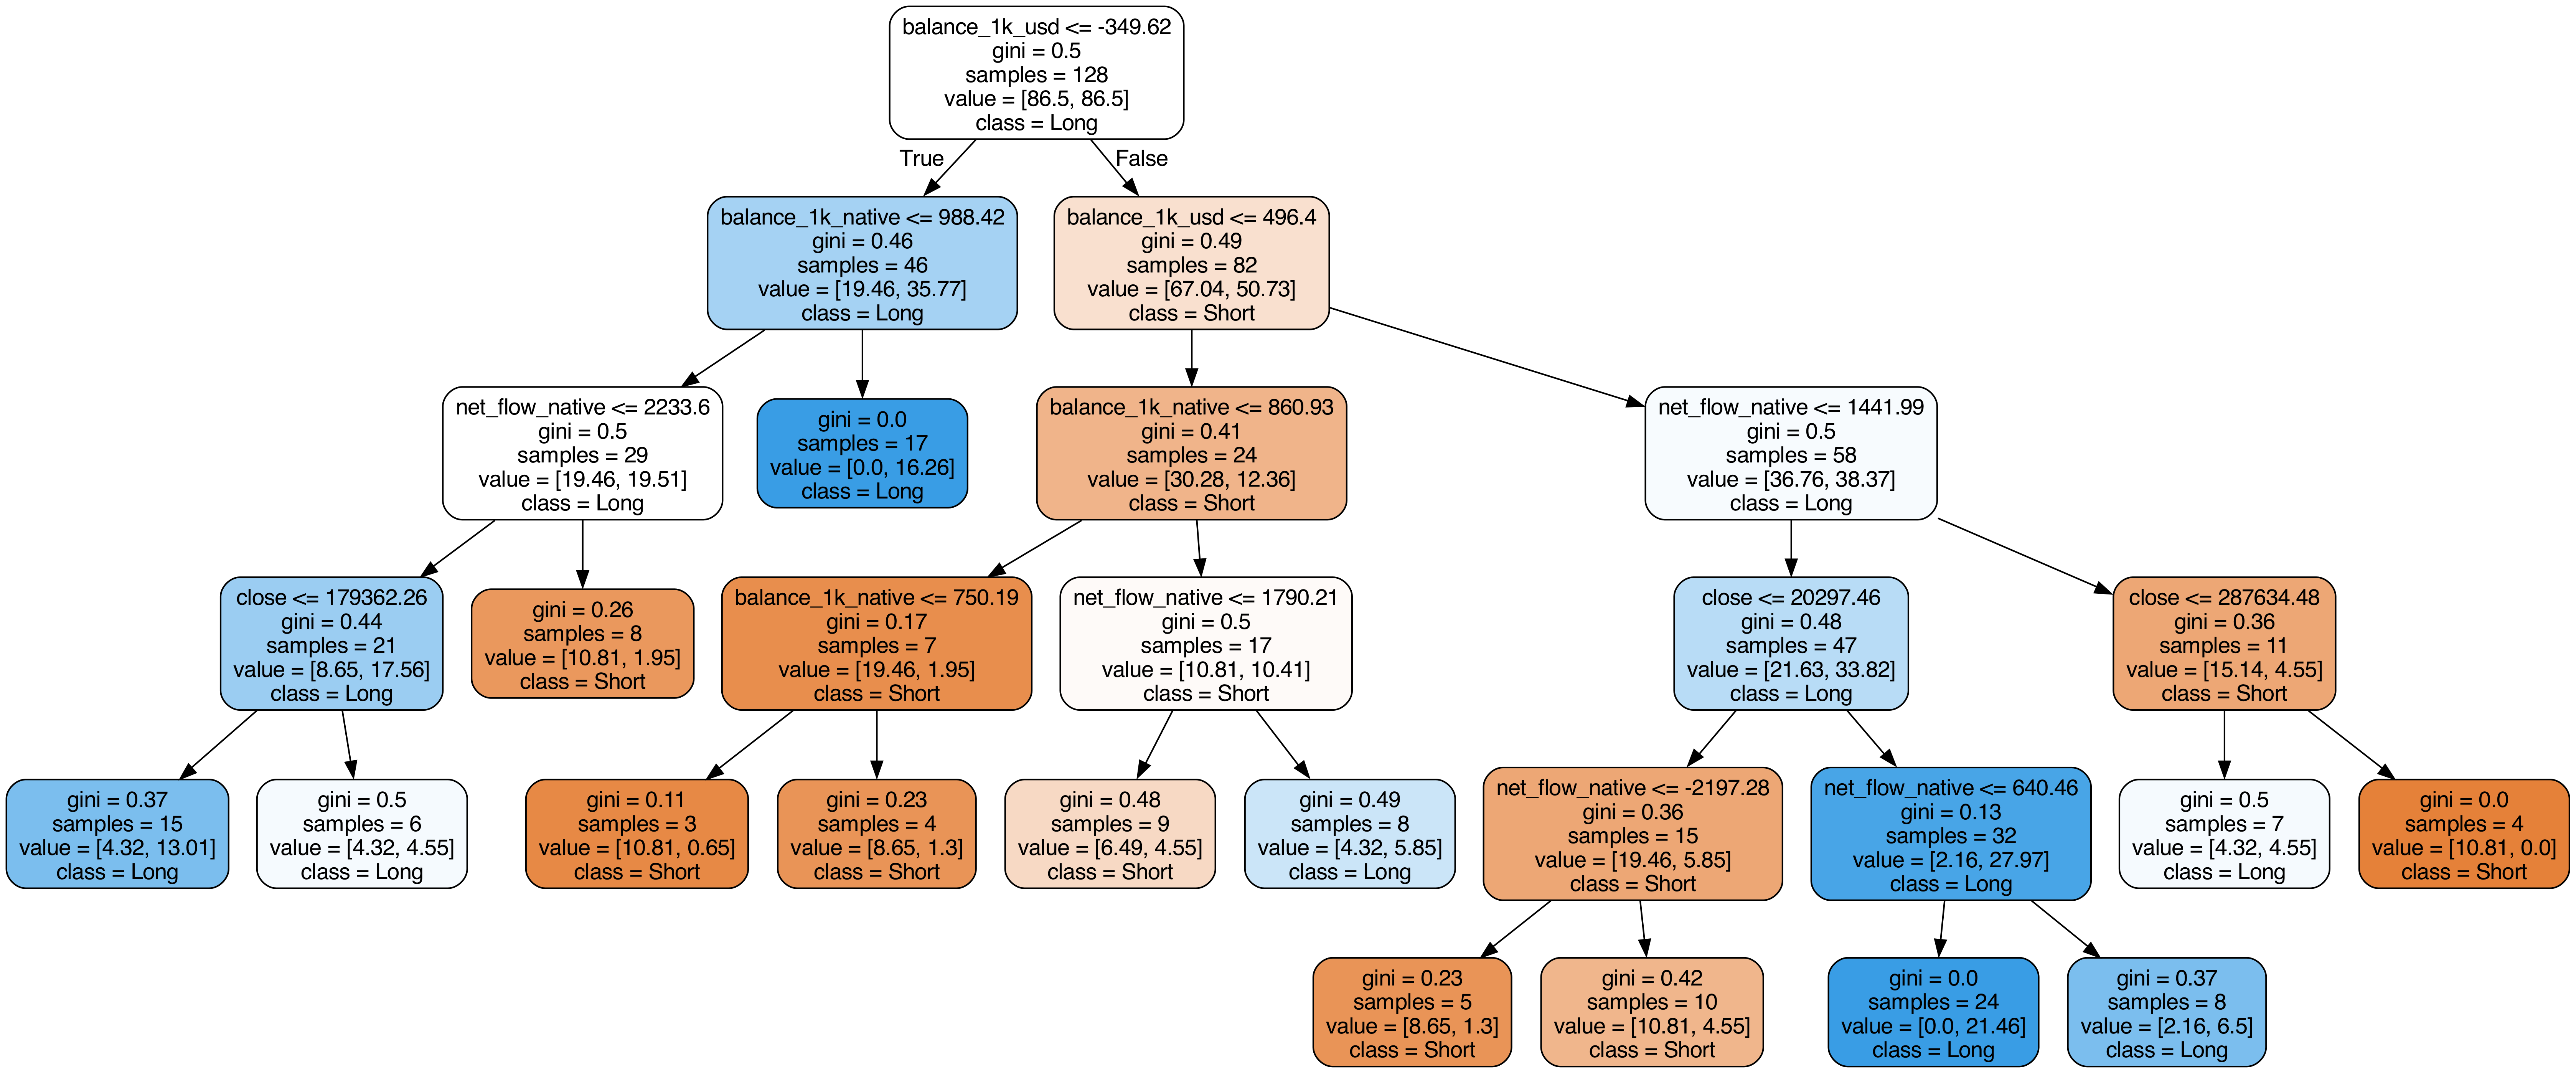 balance_1k_usd <= -349.62
gini = 0.5
samples = 128
value = [86.5, 86.5]
class = Long
True
False
balance_1k_native <= 988.42
gini = 0.46
samples = 46
value = [19.46, 35.77]
class = Long
balance_1k_usd <= 496.4
gini = 0.49
samples = 82
value = [67.04, 50.73]
class = Short
net_flow_native <= 2233.6
gini = 0.5
samples = 29
value = [19.46, 19.51]
class = Long
gini = 0.0
samples = 17
value = [0.0, 16.26]
class = Long
balance_1k_native <= 860.93
gini = 0.41
samples = 24
value = [30.28, 12.36]
class = Short
net_flow_native <= 1441.99
gini = 0.5
samples = 58
value = [36.76, 38.37]
class = Long
close <= 179362.26
gini = 0.44
samples = 21
value = [8.65, 17.56]
class = Long
gini = 0.26
samples = 8
value = [10.81, 1.95]
class = Short
balance_1k_native <= 750.19
gini = 0.17
samples = 7
value = [19.46, 1.95]
class = Short
net_flow_native <= 1790.21
gini = 0.5
samples = 17
value = [10.81, 10.41]
class = Short
close <= 20297.46
gini = 0.48
samples = 47
value = [21.63, 33.82]
class = Long
close <= 287634.48
gini = 0.36
samples = 11
value = [15.14, 4.55]
class = Short
gini = 0.37
samples = 15
value = [4.32, 13.01]
class = Long
gini = 0.5
samples = 6
value = [4.32, 4.55]
class = Long
gini = 0.11
samples = 3
value = [10.81, 0.65]
class = Short
gini = 0.23
samples = 4
value = [8.65, 1.3]
class = Short
gini = 0.48
samples = 9
value = [6.49, 4.55]
class = Short
gini = 0.49
samples = 8
value = [4.32, 5.85]
class = Long
net_flow_native <= -2197.28
gini = 0.36
samples = 15
value = [19.46, 5.85]
class = Short
net_flow_native <= 640.46
gini = 0.13
samples = 32
value = [2.16, 27.97]
class = Long
gini = 0.5
samples = 7
value = [4.32, 4.55]
class = Long
gini = 0.0
samples = 4
value = [10.81, 0.0]
class = Short
gini = 0.23
samples = 5
value = [8.65, 1.3]
class = Short
gini = 0.42
samples = 10
value = [10.81, 4.55]
class = Short
gini = 0.0
samples = 24
value = [0.0, 21.46]
class = Long
gini = 0.37
samples = 8
value = [2.16, 6.5]
class = Long